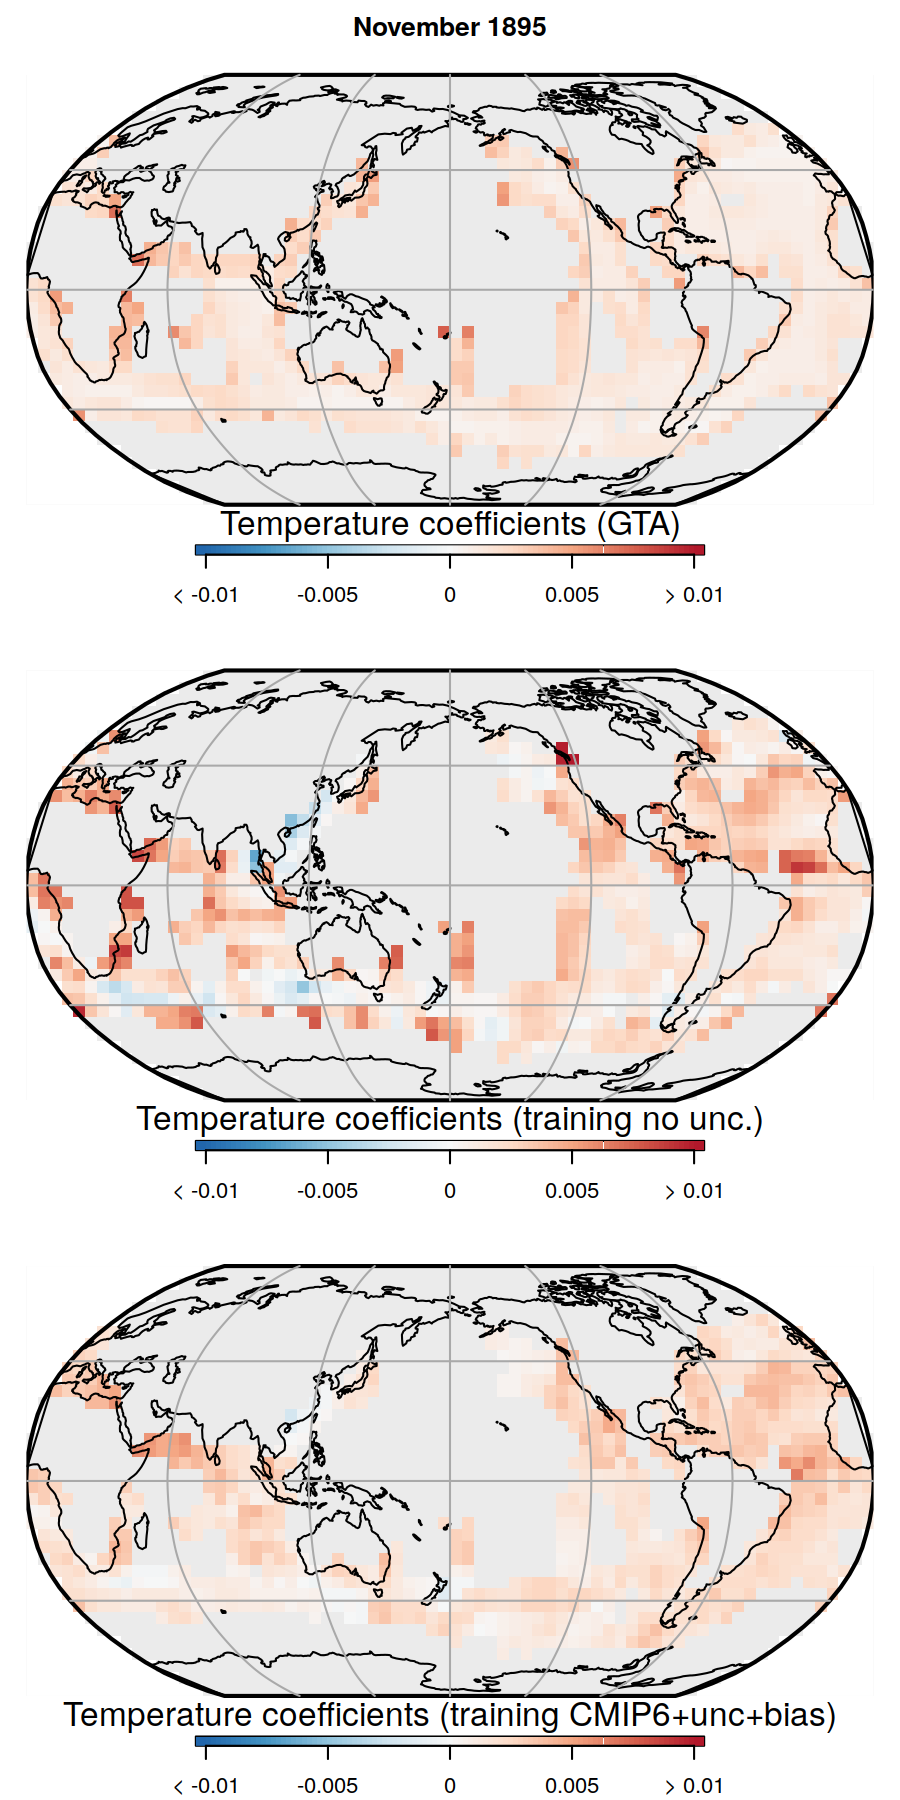 November 1895
Temperature coefficients (GTA)
< -0.01 -0.005 0 0.005 > 0.01
Temperature coefficients (training no unc.)
< -0.01 -0.005 0 0.005 > 0.01
Temperature coefficients (training CMIP6+unc+bias)
< -0.01 -0.005 0 0.005 > 0.01